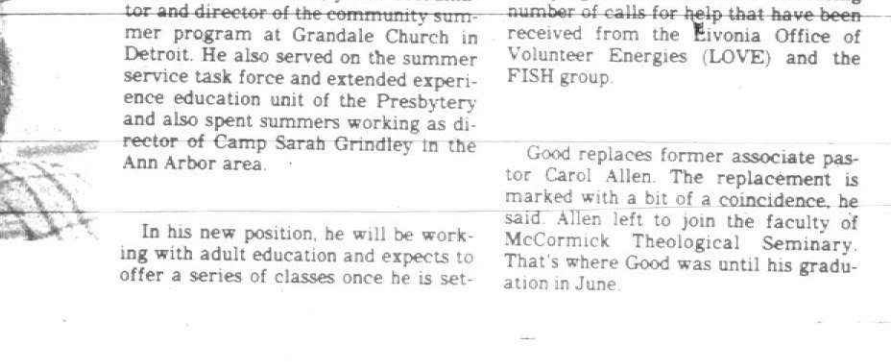 tor and director of the community sum-
mer program at Grandale Church in
Detroit. He also served on the summer
service task force and extended experi-
ence education unit of the Presbytery
and also spent summers working as di-
rector of Camp Sarah Grindley in the
Ann Arbor area.
In his new position, he will be work-
ing with adult education and expects to
offer a series of classes once he is set-
number of calls for help that have been
received from the Eivonia Office of
Volunteer Energies (LOVE) and the
FISH group.
Good replaces former associate pas-
tor Carol Allen. The replacement is
marked with a bit of a coincidence, he
said. Allen left to join the faculty of
McCormick Theological Seminary.
That's where Good was until his gradu-
ation in June.